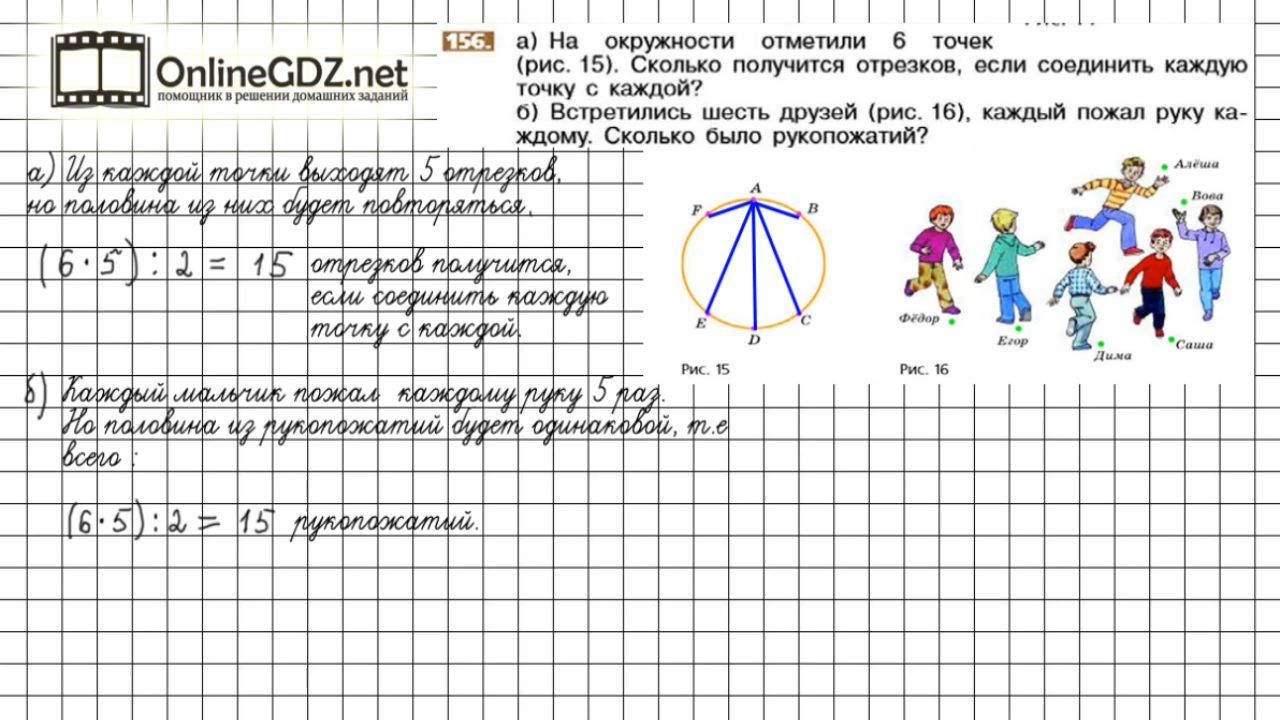 OnlineGDZ.net
помощник в решении домашних заданий
156. а) На окружности отметили 6 точек
(рис. 15). Сколько получится отрезков, если соединить каждую
точку с каждой?
б) Встретились шесть друзей (рис. 16), каждый пожал руку ка-
ждому. Сколько было рукопожатий?
а) Из каждой точки выходят 5 отрезков,
но половина из них будет повторяться.
(6 · 5) : 2 = 15 отрезков получится,
если соединить каждую
точку с каждой.
A
F
B
E
C
D
Рис. 15
Алёша
Вова
Фёдор
Егор
Дима
Саша
Рис. 16
б) Каждый мальчик пожал каждому руку 5 раз.
Но половина из рукопожатий будет одинаковой, т.е
всего :
(6 · 5) : 2 = 15 рукопожатий.